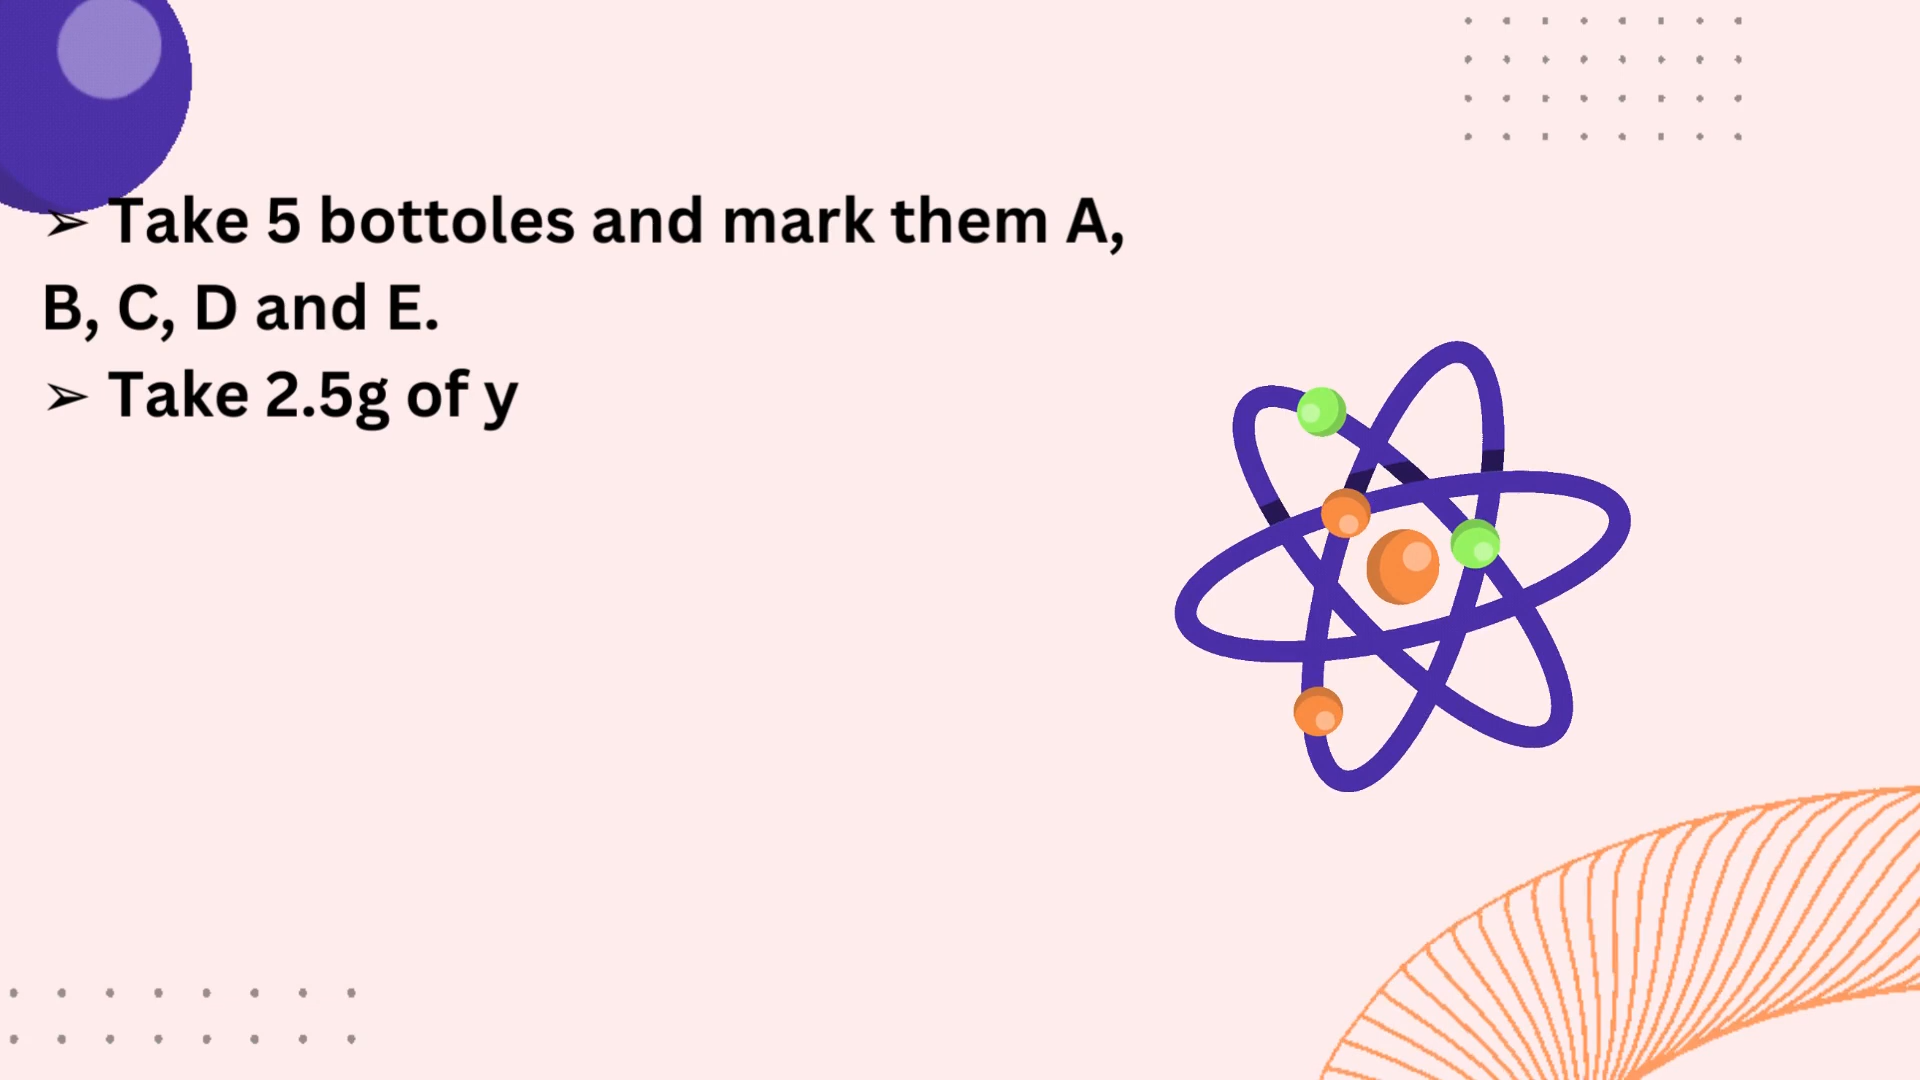 ➢ Take 5 bottoles and mark them A,
B, C, D and E.
➢ Take 2.5g of y